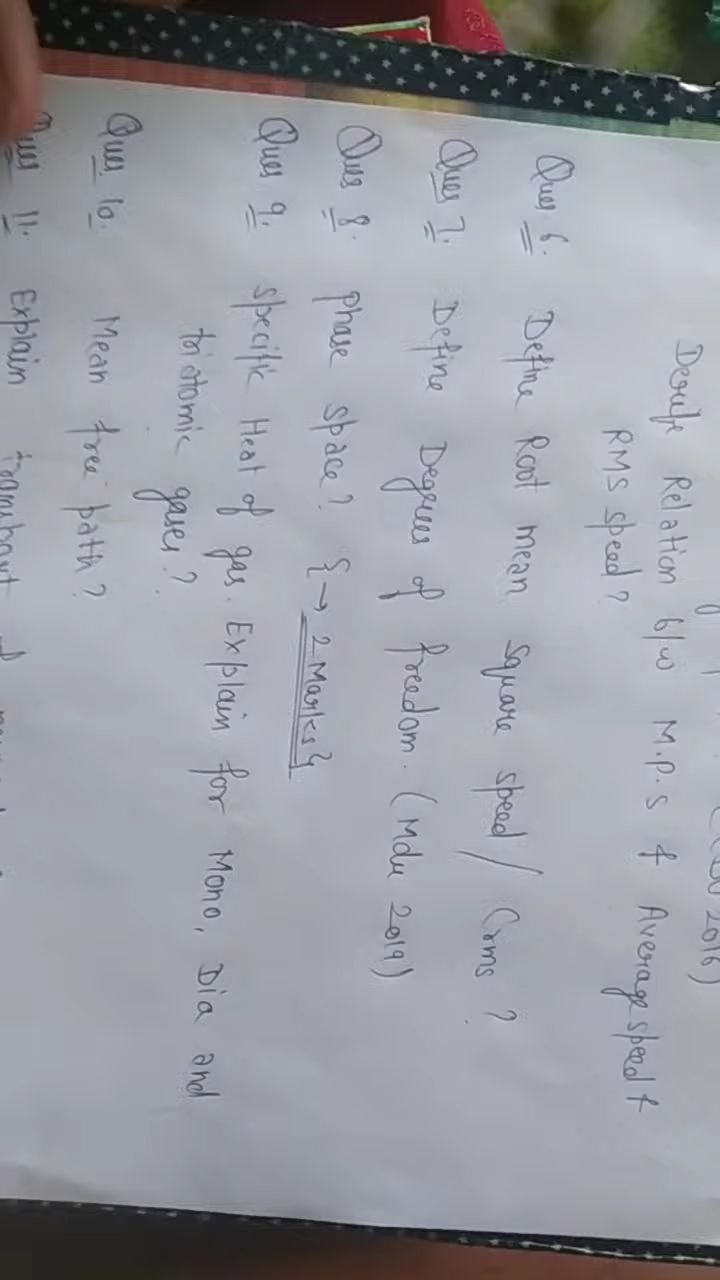 2016)
Derive Relation b/w M.P.S & Average speed &
RMS speed?
Ques 6. Define Root mean square speed / Crms ?
Ques 7. Define Degrees of freedom. (Mdu 2019)
Ques 8. phase space? {→ 2 Marks}
Ques 9. specific Heat of gas. Explain for Mono, Dia and
triatomic gases?
Ques 10. Mean free path?
Ques 11. Explain